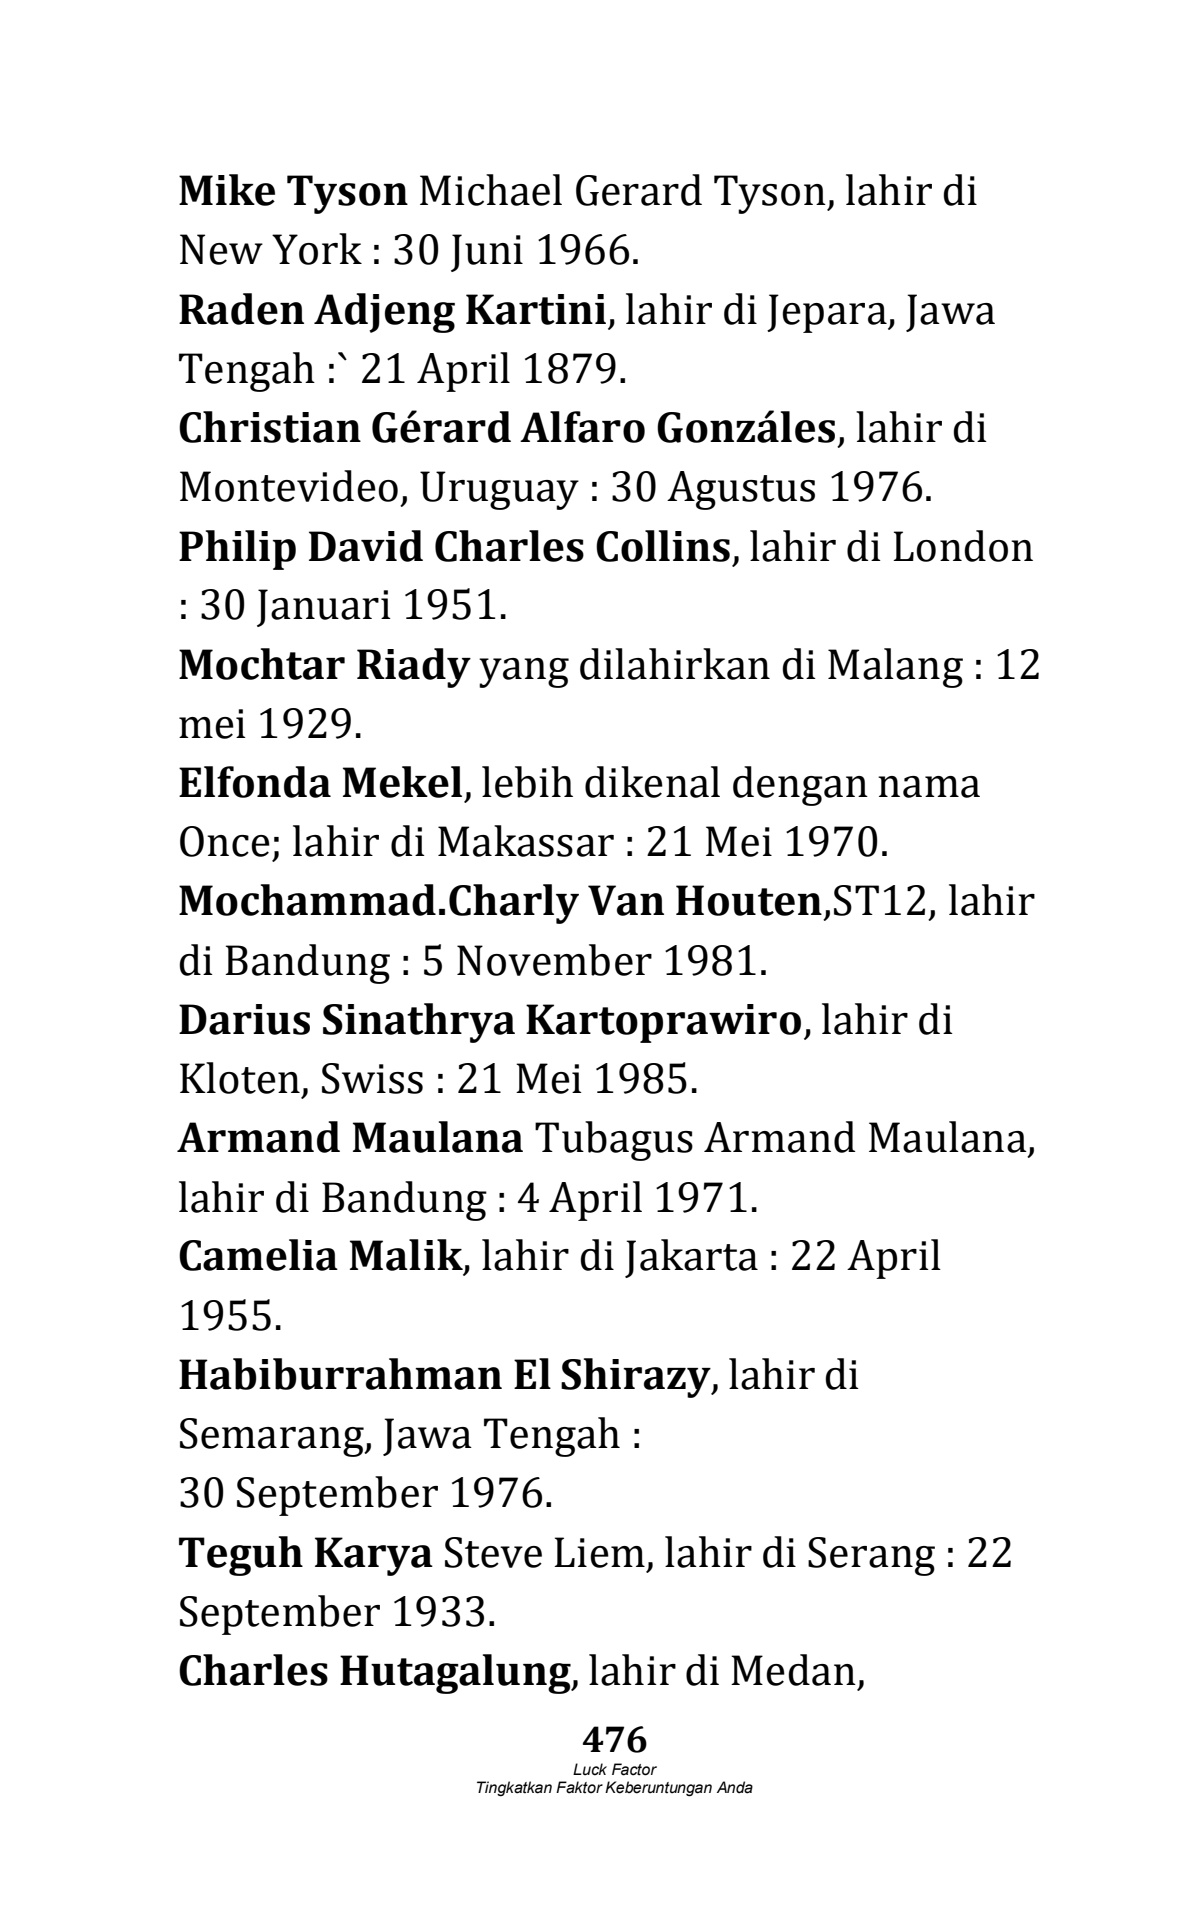 Mike Tyson Michael Gerard Tyson, lahir di
New York : 30 Juni 1966.
Raden Adjeng Kartini, lahir di Jepara, Jawa
Tengah :` 21 April 1879.
Christian Gérard Alfaro Gonzáles, lahir di
Montevideo, Uruguay : 30 Agustus 1976.
Philip David Charles Collins, lahir di London
: 30 Januari 1951.
Mochtar Riady yang dilahirkan di Malang : 12
mei 1929.
Elfonda Mekel, lebih dikenal dengan nama
Once; lahir di Makassar : 21 Mei 1970.
Mochammad.Charly Van Houten,ST12, lahir
di Bandung : 5 November 1981.
Darius Sinathrya Kartoprawiro, lahir di
Kloten, Swiss : 21 Mei 1985.
Armand Maulana Tubagus Armand Maulana,
lahir di Bandung : 4 April 1971.
Camelia Malik, lahir di Jakarta : 22 April
1955.
Habiburrahman El Shirazy, lahir di
Semarang, Jawa Tengah :
30 September 1976.
Teguh Karya Steve Liem, lahir di Serang : 22
September 1933.
Charles Hutagalung, lahir di Medan,
476
Luck Factor
Tingkatkan Faktor Keberuntungan Anda